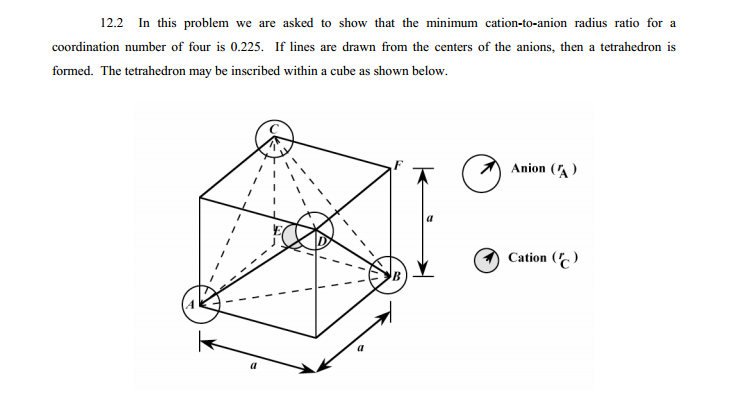 12.2 In this problem we are asked to show that the minimum cation-to-anion radius ratio for a
coordination number of four is 0.225. If lines are drawn from the centers of the anions, then a tetrahedron is
formed. The tetrahedron may be inscribed within a cube as shown below.
C
F
Anion (r_A)
a
E
D
Cation (r_C)
B
A
a
a